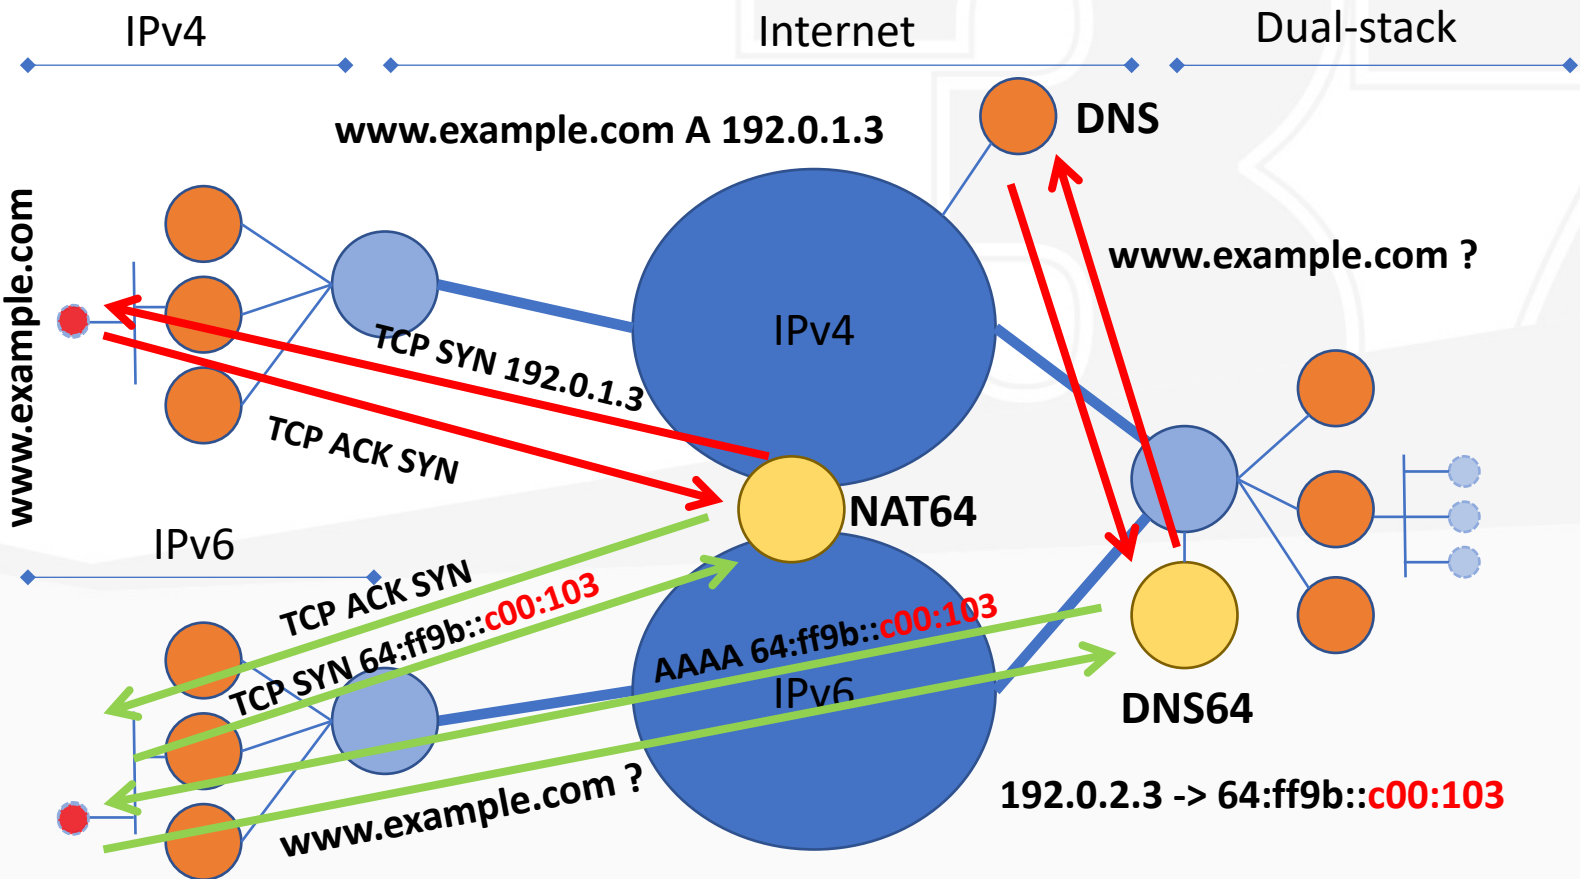 IPv4
Internet
Dual-stack
www.example.com A 192.0.1.3
DNS
www.example.com
www.example.com ?
IPv4
TCP SYN 192.0.1.3
TCP ACK SYN
NAT64
IPv6
TCP ACK SYN
TCP SYN 64:ff9b::c00:103
AAAA 64:ff9b::c00:103
IPv6
DNS64
www.example.com ?
192.0.2.3 -> 64:ff9b::c00:103